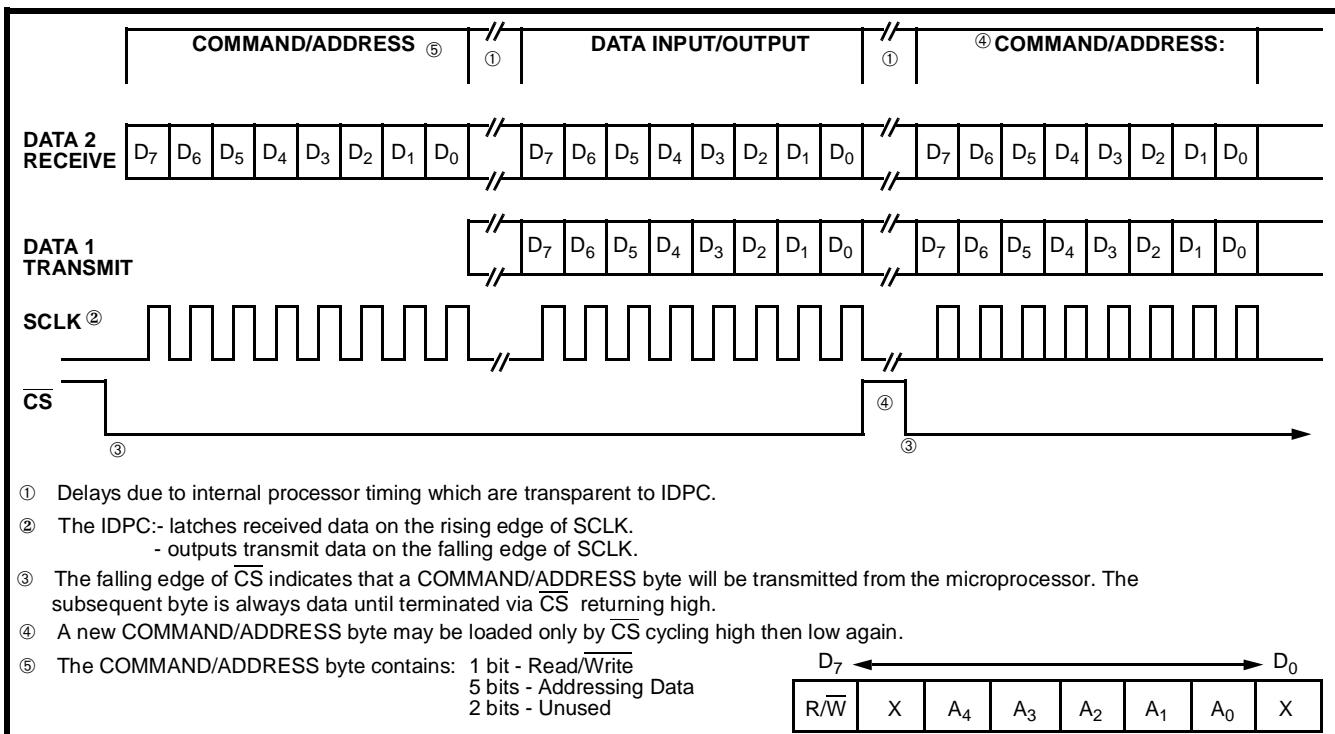 COMMAND/ADDRESS ⑤ ① DATA INPUT/OUTPUT ① ④ COMMAND/ADDRESS:
DATA 2 RECEIVE D7 D6 D5 D4 D3 D2 D1 D0 D7 D6 D5 D4 D3 D2 D1 D0 D7 D6 D5 D4 D3 D2 D1 D0
DATA 1 TRANSMIT D7 D6 D5 D4 D3 D2 D1 D0 D7 D6 D5 D4 D3 D2 D1 D0
SCLK ②
C̅S̅ ④
③ ③
① Delays due to internal processor timing which are transparent to IDPC.
② The IDPC:- latches received data on the rising edge of SCLK.
- outputs transmit data on the falling edge of SCLK.
③ The falling edge of C̅S̅ indicates that a COMMAND/ADDRESS byte will be transmitted from the microprocessor. The
subsequent byte is always data until terminated via C̅S̅ returning high.
④ A new COMMAND/ADDRESS byte may be loaded only by C̅S̅ cycling high then low again.
⑤ The COMMAND/ADDRESS byte contains: 1 bit - Read/W̅r̅i̅t̅e̅
5 bits - Addressing Data
2 bits - Unused
D7 D0
R/W̅ X A4 A3 A2 A1 A0 X